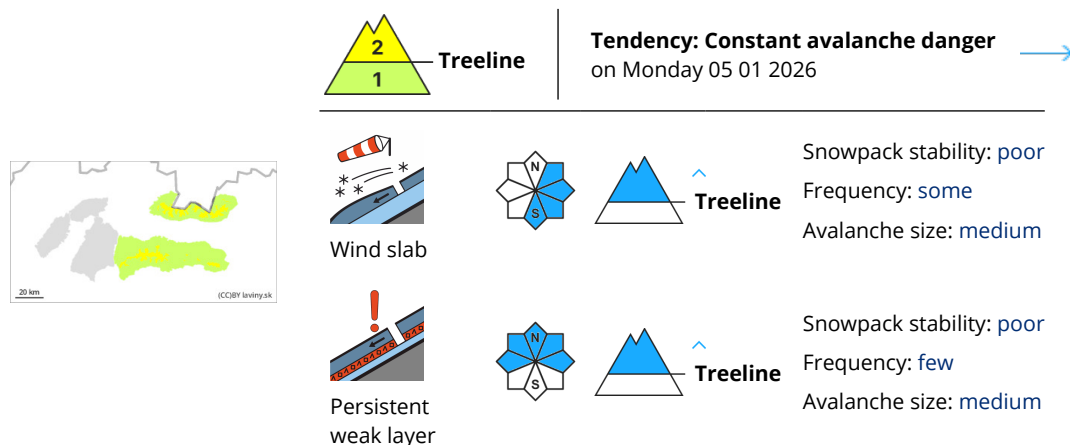 2
1
Treeline
Tendency: Constant avalanche danger
on Monday 05 01 2026
20 km
(CC)BY laviny.sk
Wind slab
N
S
Treeline
Snowpack stability: poor
Frequency: some
Avalanche size: medium
Persistent
weak layer
N
S
Treeline
Snowpack stability: poor
Frequency: few
Avalanche size: medium